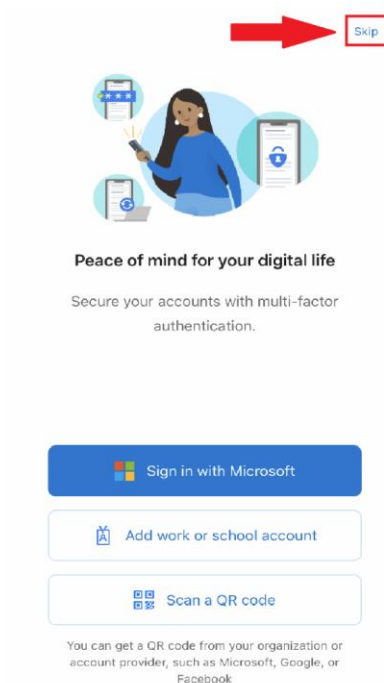 Skip
Peace of mind for your digital life
Secure your accounts with multi-factor
authentication.
Sign in with Microsoft
Add work or school account
Scan a QR code
You can get a QR code from your organization or
account provider, such as Microsoft, Google, or
Facebook